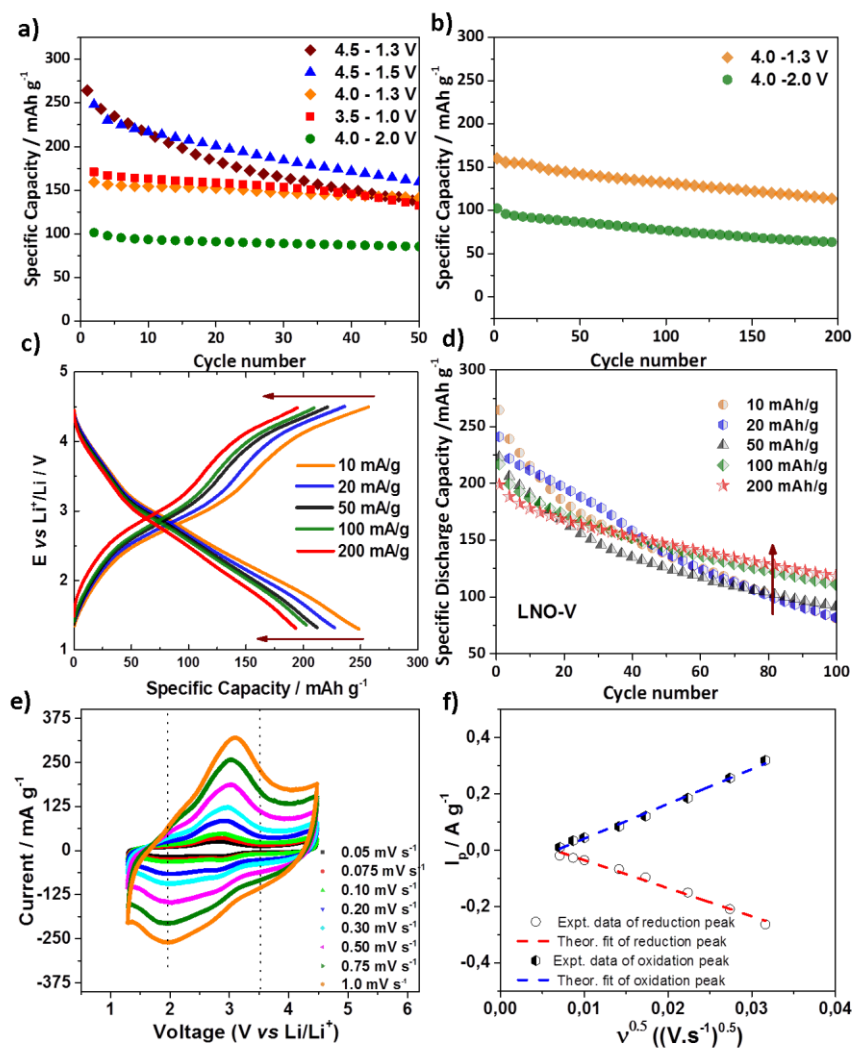 a)
4.5 - 1.3 V
4.5 - 1.5 V
4.0 - 1.3 V
3.5 - 1.0 V
4.0 - 2.0 V
Specific Capacity / mAh g⁻¹
300
250
200
150
100
50
0
0 10 20 30 40 50
Cycle number
b)
4.0 -1.3 V
4.0 -2.0 V
Specific Capacity / mAh g⁻¹
300
250
200
150
100
50
0
0 25 50 75 100 125 150 175 200
Cycle number
c)
E vs Li⁺/Li / V
5
4
3
2
1
10 mA/g
20 mA/g
50 mA/g
100 mA/g
200 mA/g
0 50 100 150 200 250 300
Specific Capacity / mAh g⁻¹
d)
Specific Discharge Capacity /mAh g⁻¹
300
250
200
150
100
50
10 mAh/g
20 mAh/g
50 mAh/g
100 mAh/g
200 mAh/g
LNO-V
0 20 40 60 80 100
Cycle number
e)
Current / mA g⁻¹
375
250
125
0
-125
-250
-375
0.05 mV s⁻¹
0.075 mV s⁻¹
0.10 mV s⁻¹
0.20 mV s⁻¹
0.30 mV s⁻¹
0.50 mV s⁻¹
0.75 mV s⁻¹
1.0 mV s⁻¹
1 2 3 4 5 6
Voltage (V vs Li/Li⁺)
f)
Iₚ / A g⁻¹
0,4
0,2
0,0
-0,2
-0,4
Expt. data of reduction peak
Theor. fit of reduction peak
Expt. data of oxidation peak
Theor. fit of oxidation peak
0,00 0,01 0,02 0,03 0,04
ν⁰·⁵ ((V.s⁻¹)⁰·⁵)